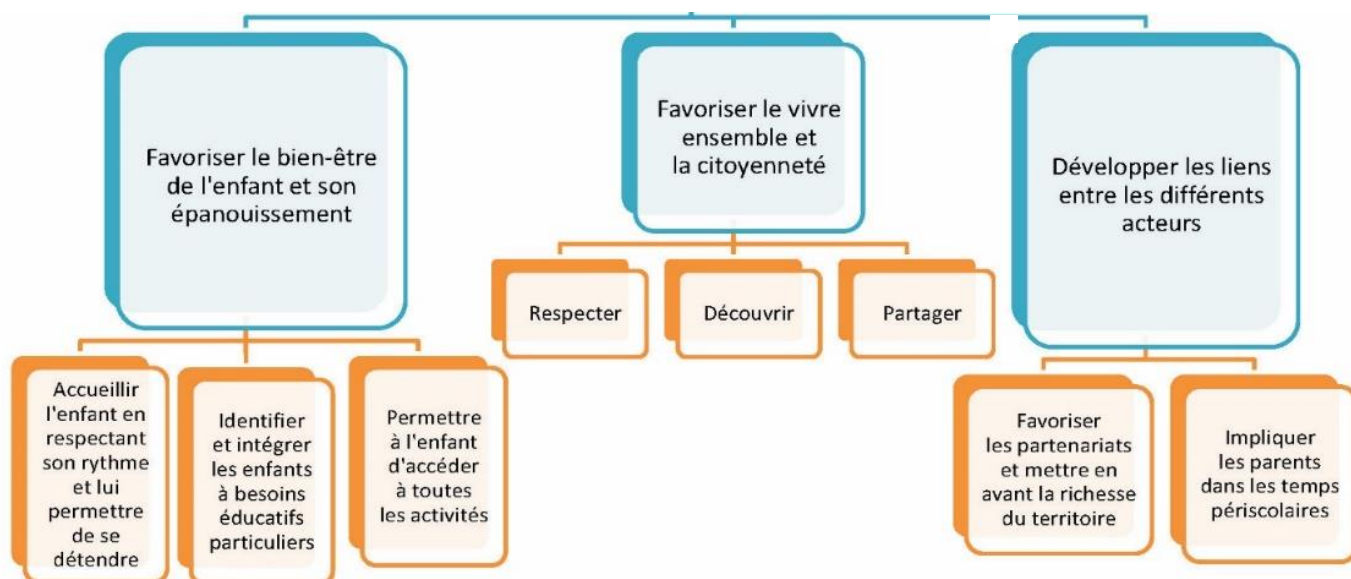 Favoriser le bien-être
de l'enfant et son
épanouissement
Favoriser le vivre
ensemble et
la citoyenneté
Développer les liens
entre les différents
acteurs
Respecter
Découvrir
Partager
Accueillir
l'enfant en
respectant
son rythme
et lui
permettre
de se
détendre
Identifier
et intégrer
les enfants
à besoins
éducatifs
particuliers
Permettre
à l'enfant
d'accéder
à toutes
les activités
Favoriser
les partenariats
et mettre en
avant la richesse
du territoire
Impliquer
les parents
dans les temps
périscolaires